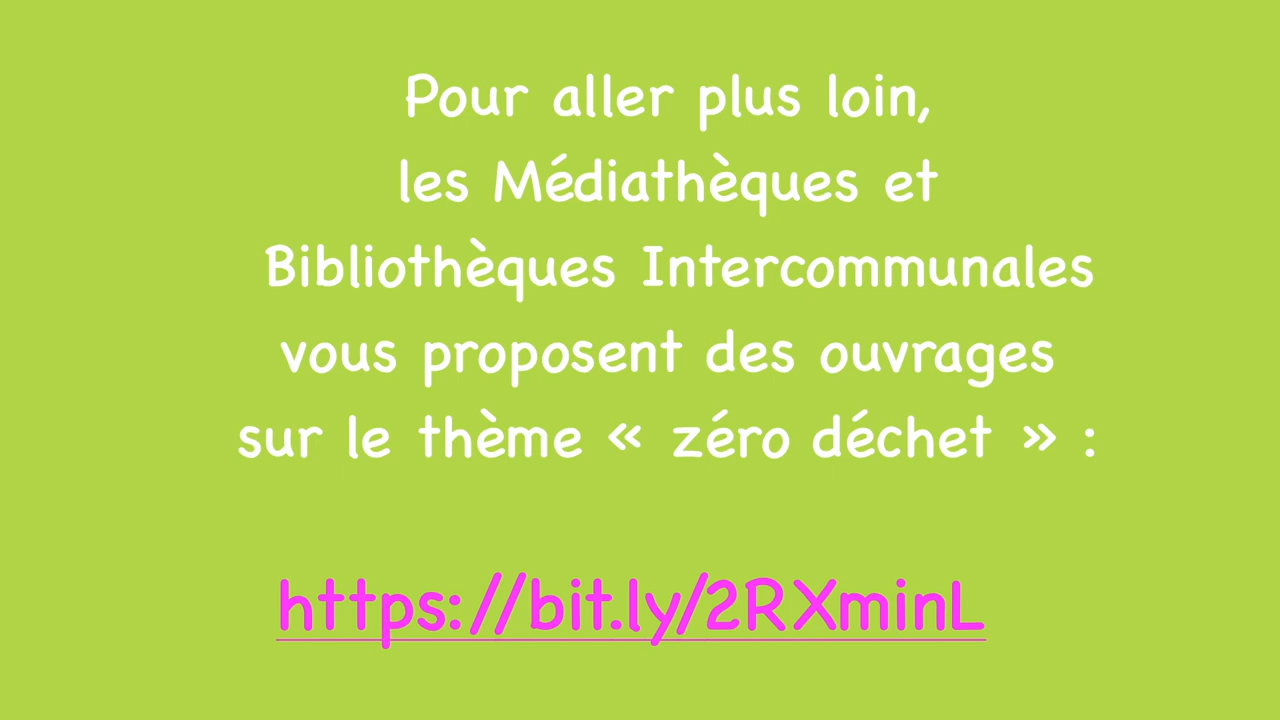 Pour aller plus loin,
les Médiathèques et
Bibliothèques Intercommunales
vous proposent des ouvrages
sur le thème « zéro déchet » :
https://bit.ly/2RXminL